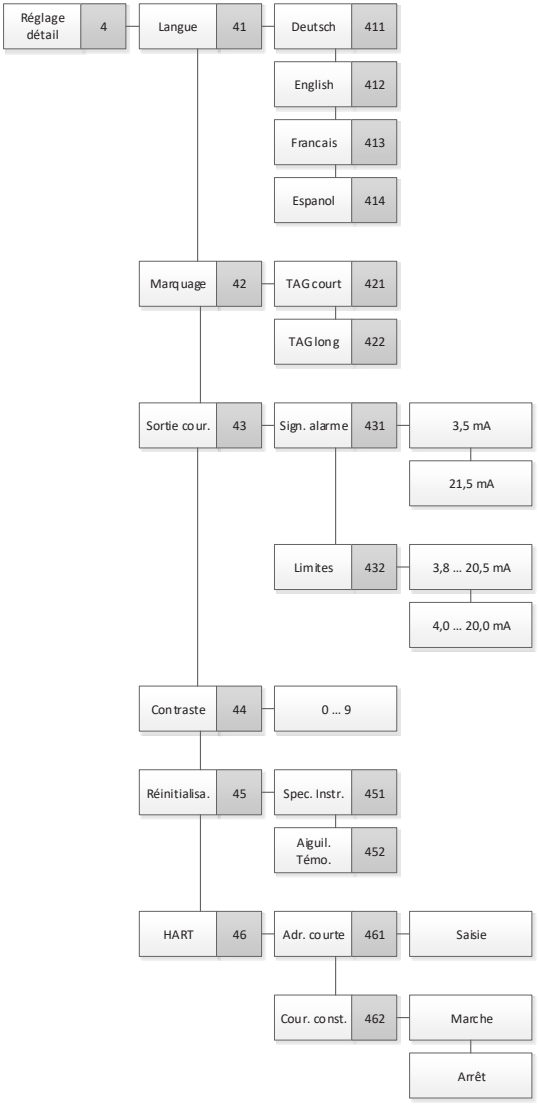 Réglage
détail
4
Langue
41
Deutsch
411
English
412
Francais
413
Espanol
414
Marquage
42
TAG court
421
TAG long
422
Sortie cour.
43
Sign. alarme
431
3,5 mA
21,5 mA
Limites
432
3,8 ... 20,5 mA
4,0 ... 20,0 mA
Contraste
44
0 ... 9
Réinitialisa.
45
Spec. Instr.
451
Aiguil.
Témo.
452
HART
46
Adr. courte
461
Saisie
Cour. const.
462
Marche
Arrêt